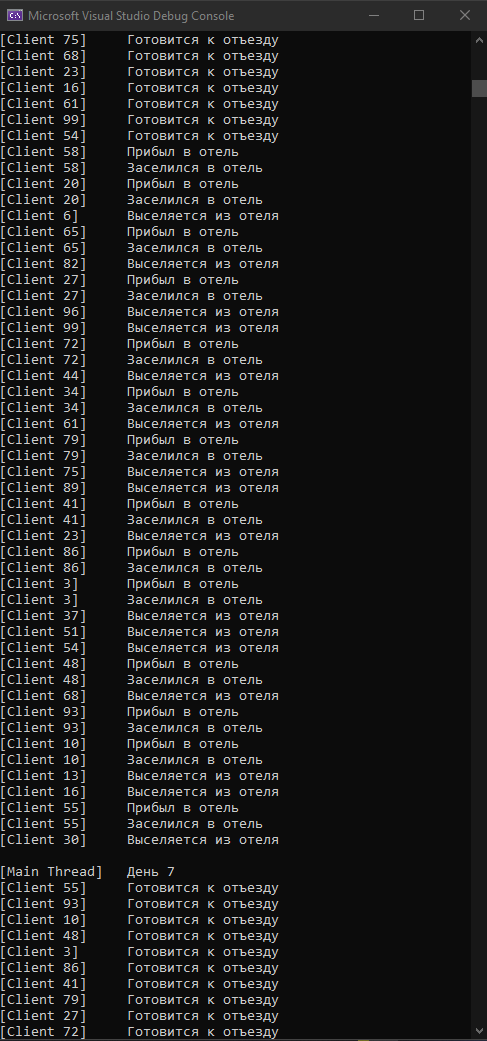 Microsoft Visual Studio Debug Console
[Client 75] Готовится к отъезду
[Client 68] Готовится к отъезду
[Client 23] Готовится к отъезду
[Client 16] Готовится к отъезду
[Client 61] Готовится к отъезду
[Client 99] Готовится к отъезду
[Client 54] Готовится к отъезду
[Client 58] Прибыл в отель
[Client 58] Заселился в отель
[Client 20] Прибыл в отель
[Client 20] Заселился в отель
[Client 6] Выселяется из отеля
[Client 65] Прибыл в отель
[Client 65] Заселился в отель
[Client 82] Выселяется из отеля
[Client 27] Прибыл в отель
[Client 27] Заселился в отель
[Client 96] Выселяется из отеля
[Client 99] Выселяется из отеля
[Client 72] Прибыл в отель
[Client 72] Заселился в отель
[Client 44] Выселяется из отеля
[Client 34] Прибыл в отель
[Client 34] Заселился в отель
[Client 61] Выселяется из отеля
[Client 79] Прибыл в отель
[Client 79] Заселился в отель
[Client 75] Выселяется из отеля
[Client 89] Выселяется из отеля
[Client 41] Прибыл в отель
[Client 41] Заселился в отель
[Client 23] Выселяется из отеля
[Client 86] Прибыл в отель
[Client 86] Заселился в отель
[Client 3] Прибыл в отель
[Client 3] Заселился в отель
[Client 37] Выселяется из отеля
[Client 51] Выселяется из отеля
[Client 54] Выселяется из отеля
[Client 48] Прибыл в отель
[Client 48] Заселился в отель
[Client 68] Выселяется из отеля
[Client 93] Прибыл в отель
[Client 93] Заселился в отель
[Client 10] Прибыл в отель
[Client 10] Заселился в отель
[Client 13] Выселяется из отеля
[Client 16] Выселяется из отеля
[Client 55] Прибыл в отель
[Client 55] Заселился в отель
[Client 30] Выселяется из отеля
[Main Thread] День 7
[Client 55] Готовится к отъезду
[Client 93] Готовится к отъезду
[Client 10] Готовится к отъезду
[Client 48] Готовится к отъезду
[Client 3] Готовится к отъезду
[Client 86] Готовится к отъезду
[Client 41] Готовится к отъезду
[Client 79] Готовится к отъезду
[Client 27] Готовится к отъезду
[Client 72] Готовится к отъезду